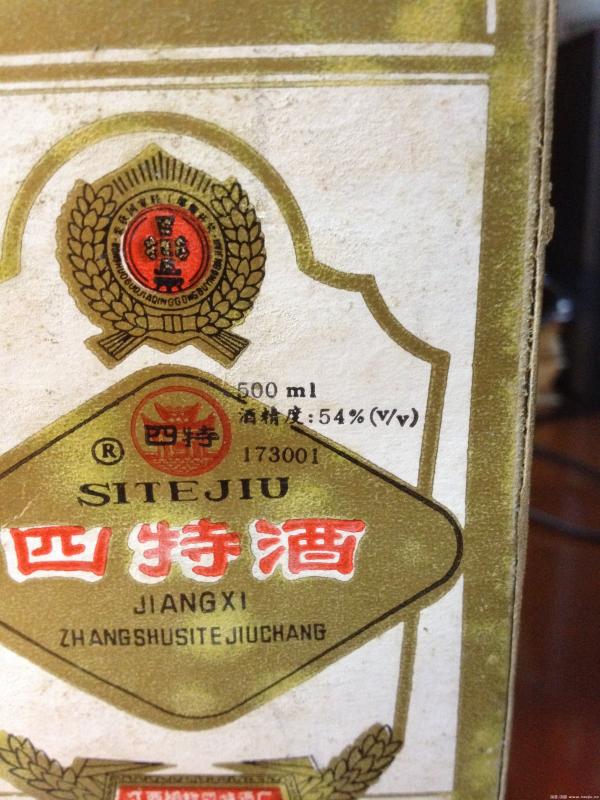 500 ml
酒精度:54%(V/V)
四特
®
173001
SITEJIU
四特酒
JIANGXI
ZHANGSHUSITEJIUCHANG